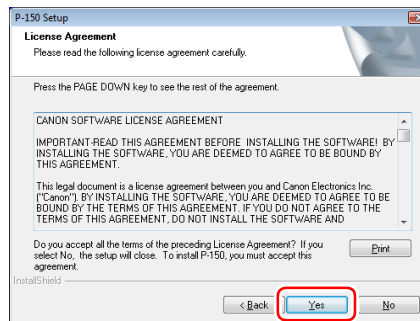 P-150 Setup
License Agreement
Please read the following license agreement carefully.
Press the PAGE DOWN key to see the rest of the agreement.
CANON SOFTWARE LICENSE AGREEMENT
IMPORTANT-READ THIS AGREEMENT BEFORE INSTALLING THE SOFTWARE! BY
INSTALLING THE SOFTWARE, YOU ARE DEEMED TO AGREE TO BE BOUND BY
THIS AGREEMENT.
This legal document is a license agreement between you and Canon Electronics Inc.
("Canon"). BY INSTALLING THE SOFTWARE, YOU ARE DEEMED TO AGREE TO BE
BOUND BY THE TERMS OF THIS AGREEMENT. IF YOU DO NOT AGREE TO THE
TERMS OF THIS AGREEMENT, DO NOT INSTALL THE SOFTWARE AND
Do you accept all the terms of the preceding License Agreement? If you
select No, the setup will close. To install P-150, you must accept this
agreement.
Print
InstallShield
< Back
Yes
No